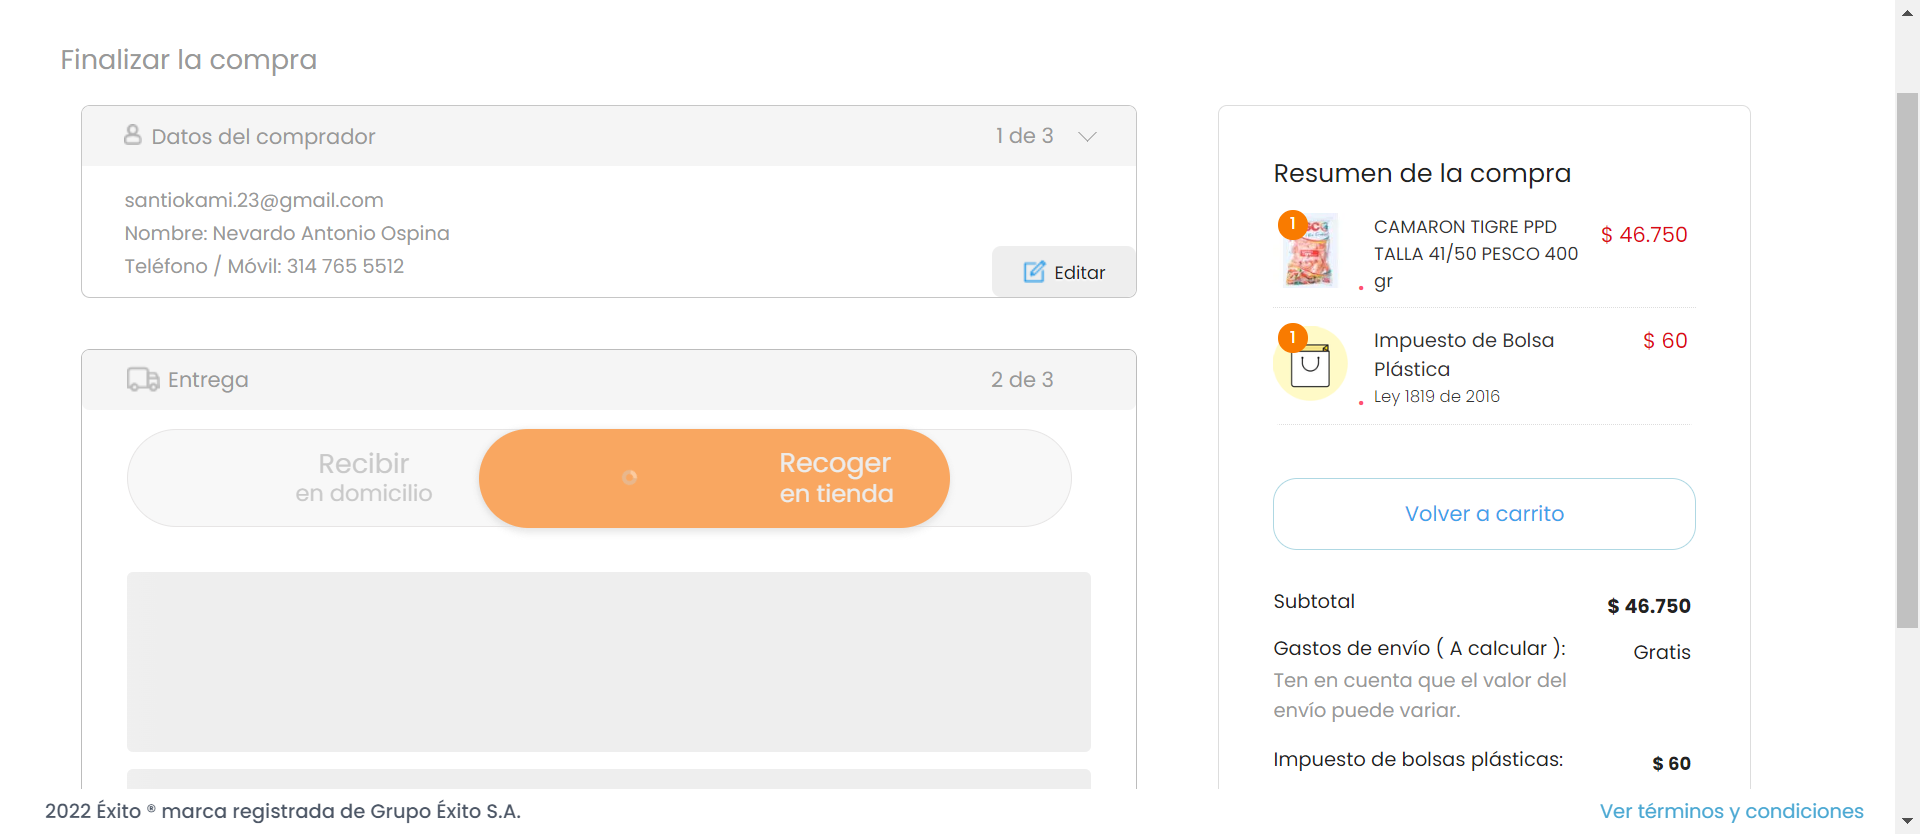 Finalizar la compra
Datos del comprador
1 de 3
santiokami.23@gmail.com
Nombre: Nevardo Antonio Ospina
Teléfono / Móvil: 314 765 5512
Editar
Entrega
2 de 3
Recibir
en domicilio
Recoger
en tienda
Resumen de la compra
1
CAMARON TIGRE PPD
TALLA 41/50 PESCO 400
gr
$ 46.750
1
Impuesto de Bolsa
Plástica
Ley 1819 de 2016
$ 60
Volver a carrito
Subtotal
$ 46.750
Gastos de envío ( A calcular ):
Gratis
Ten en cuenta que el valor del
envío puede variar.
Impuesto de bolsas plásticas:
$ 60
2022 Éxito ® marca registrada de Grupo Éxito S.A.
Ver términos y condiciones